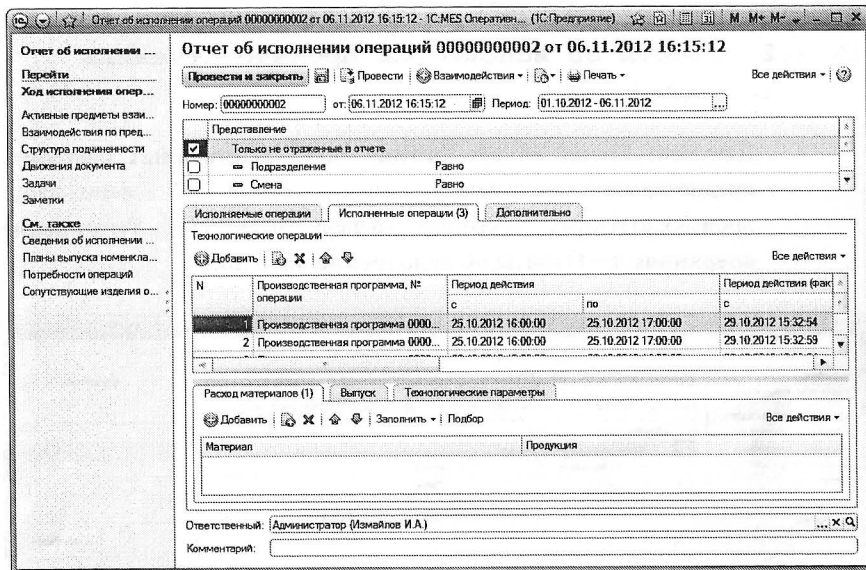 Отчет об исполнении операций 00000000002 от 06.11.2012 16:15:12 - 1С:MES Оперативн... (1С:Предприятие) M M+ M-
Отчет об исполнении ...
Перейти
Ход исполнения опер...
Активные предметы взаи...
Взаимодействия по пред...
Структура подчиненности
Движения документа
Задачи
Заметки
См. также
Сведения об исполнении ...
Планы выпуска номенкла...
Потребности операций
Сопутствующие изделия о...
Отчет об исполнении операций 00000000002 от 06.11.2012 16:15:12
Провести и закрыть Провести Взаимодействия Печать Все действия
Номер: 00000000002 от: 06.11.2012 16:15:12 Период: 01.10.2012 - 06.11.2012 ...
Представление
Только не отраженные в отчете
Подразделение Равно
Смена Равно
Исполняемые операции Исполненные операции (3) Дополнительно
Технологические операции
Добавить Все действия
N Производственная программа, № операции Период действия Период действия (фак
с по с
1 Производственная программа 0000... 25.10.2012 16:00:00 25.10.2012 17:00:00 29.10.2012 15:32:54
2 Производственная программа 0000... 25.10.2012 16:00:00 25.10.2012 17:00:00 29.10.2012 15:32:59
Расход материалов (1) Выпуск Технологические параметры
Добавить Заполнить Подбор Все действия
Материал Продукция
Ответственный: Администратор (Измайлов И.А.) ...
Комментарий: